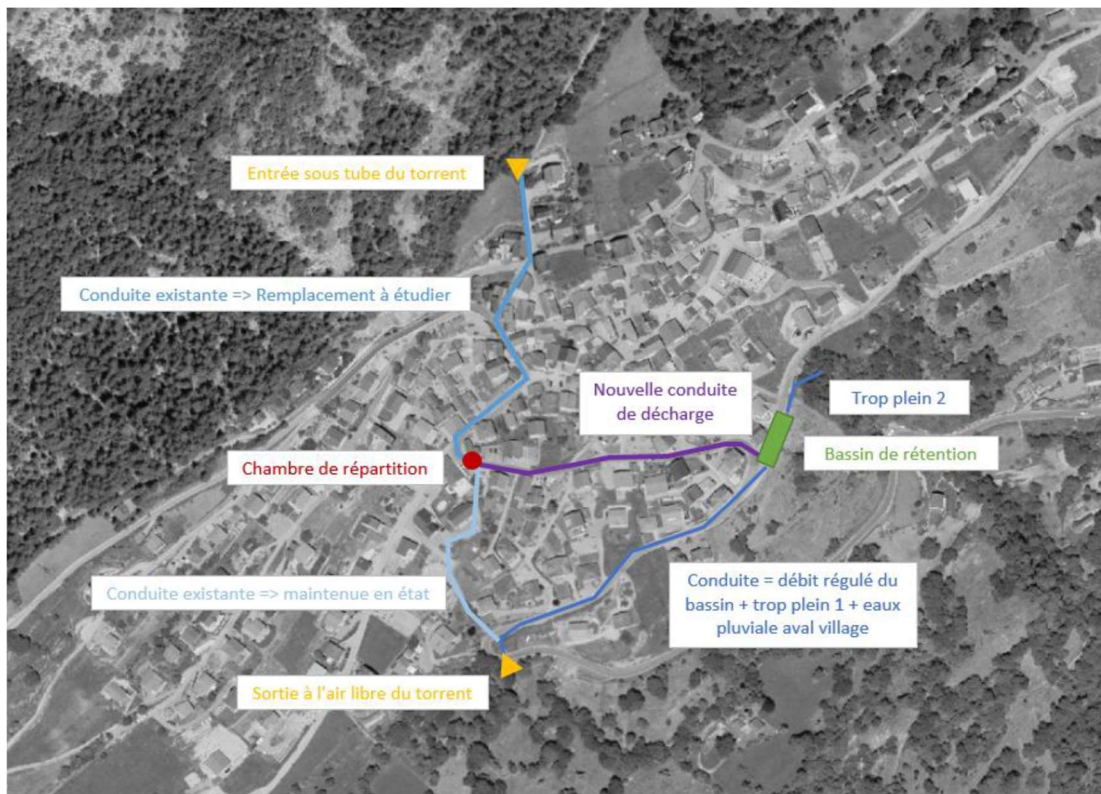 Entrée sous tube du torrent
Conduite existante => Remplacement à étudier
Nouvelle conduite
de décharge
Trop plein 2
Chambre de répartition
Bassin de rétention
Conduite existante => maintenue en état
Conduite = débit régulé du
bassin + trop plein 1 + eaux
pluviale aval village
Sortie à l'air libre du torrent